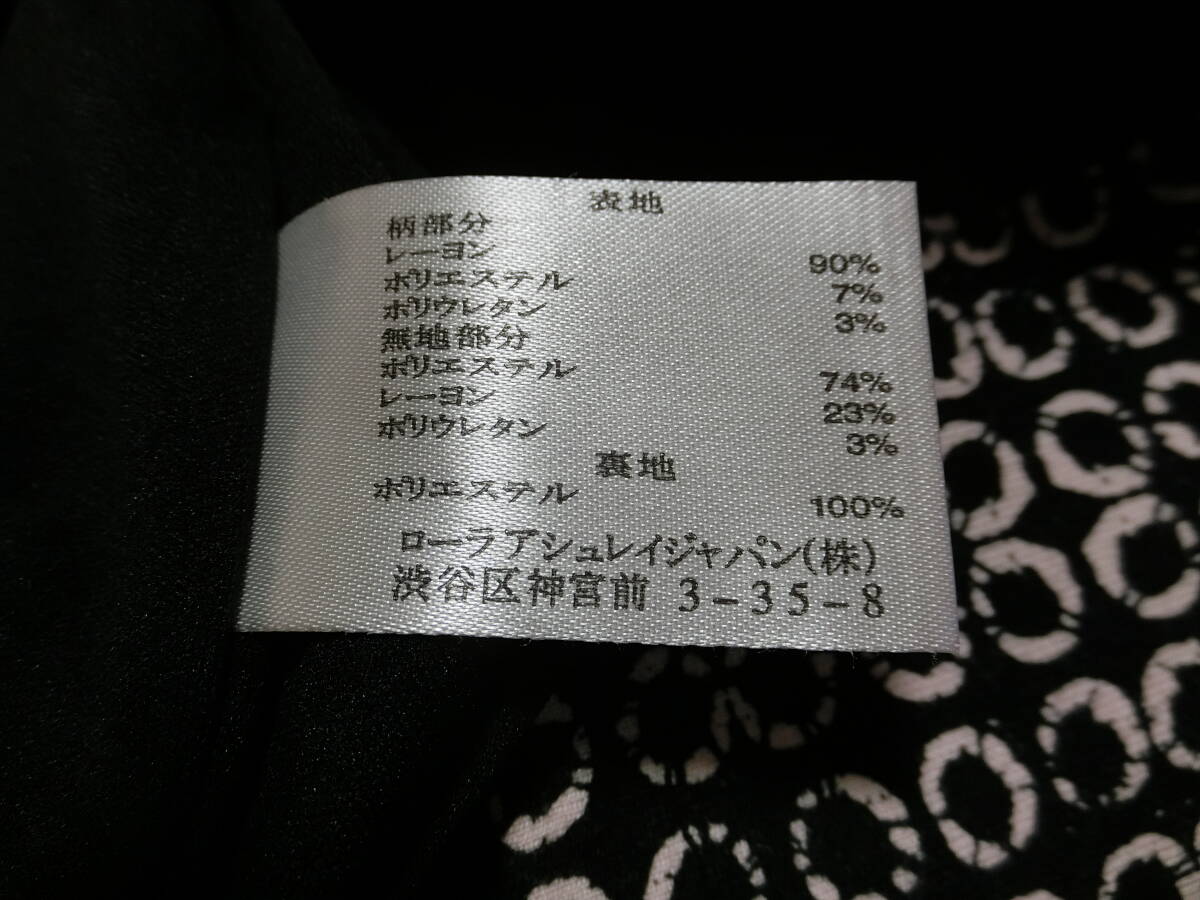 表地
柄部分
レーヨン 90%
ポリエステル 7%
ポリウレタン 3%
無地部分
ポリエステル 74%
レーヨン 23%
ポリウレタン 3%
裏地
ポリエステル 100%
ローラアシュレイジャパン(株)
渋谷区神宮前 3-35-8